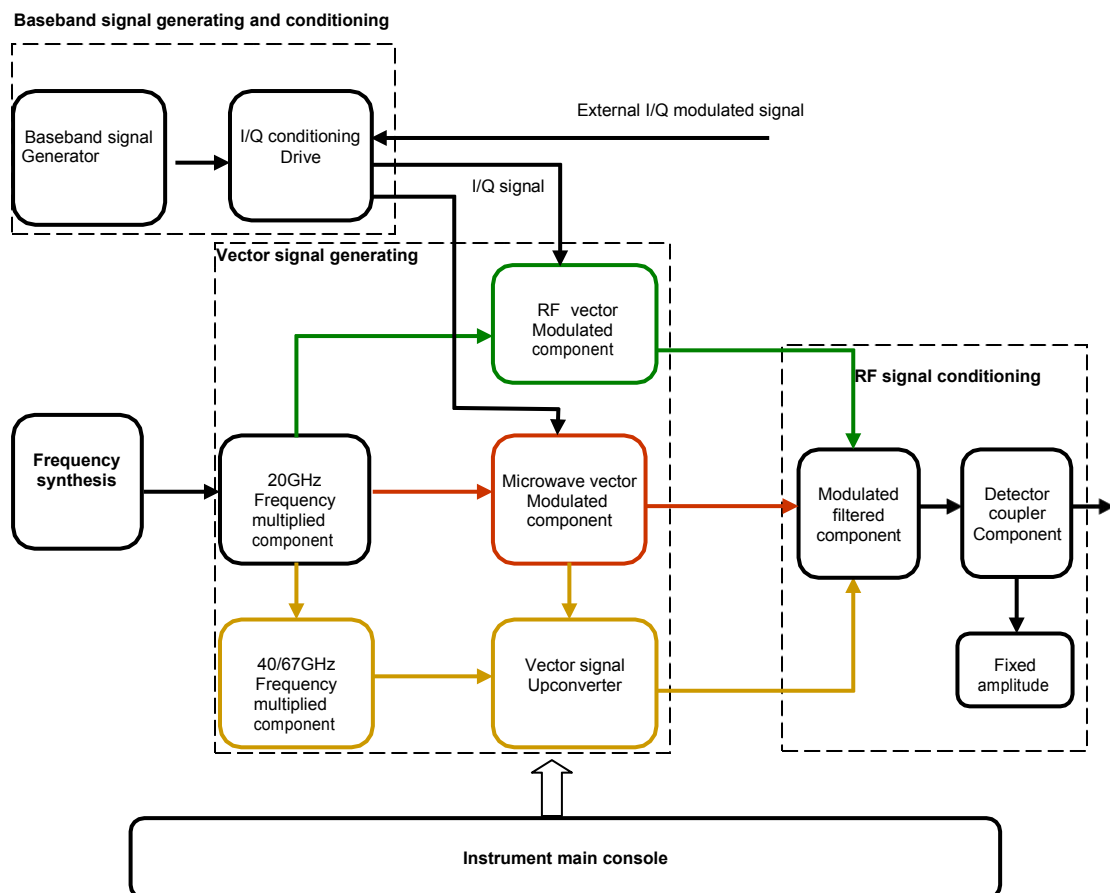 Baseband signal generating and conditioning
Baseband signal
Generator
I/Q conditioning
Drive
External I/Q modulated signal
I/Q signal
Vector signal generating
RF vector
Modulated
component
RF signal conditioning
Frequency
synthesis
20GHz
Frequency
multiplied
component
Microwave vector
Modulated
component
Modulated
filtered
component
Detector
coupler
Component
40/67GHz
Frequency
multiplied
component
Vector signal
Upconverter
Fixed
amplitude
Instrument main console